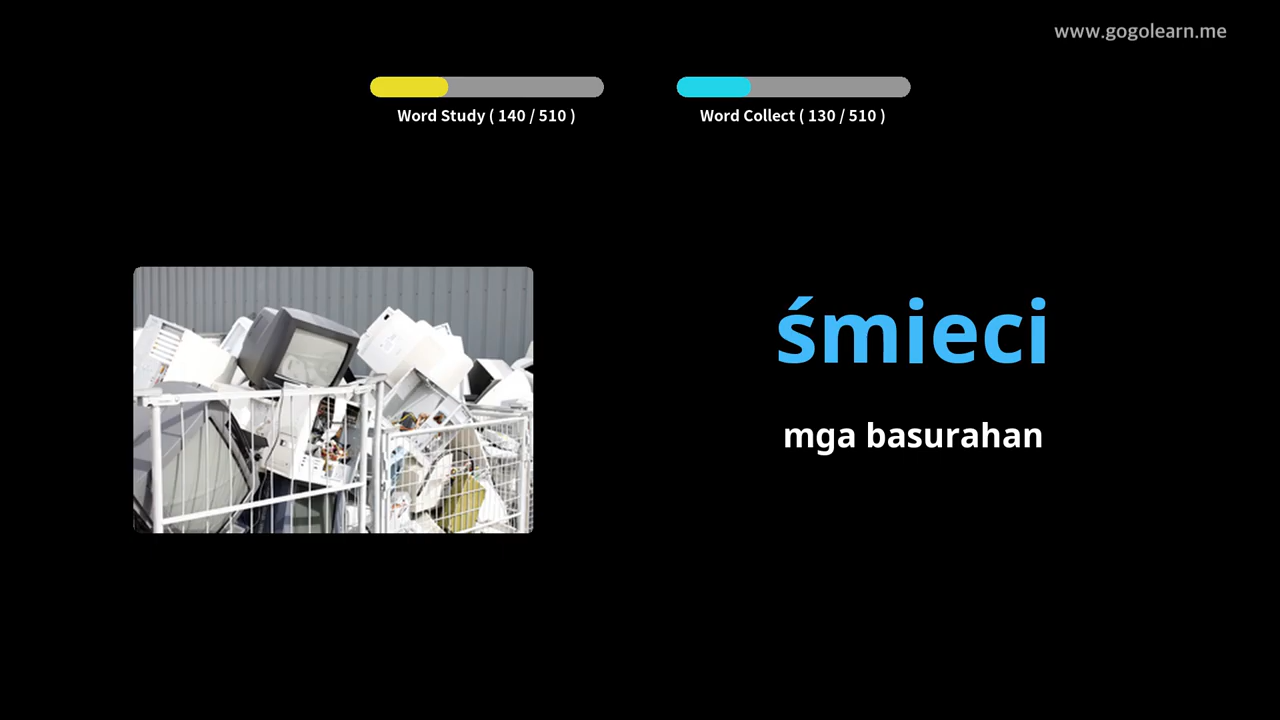 www.gogolearn.me
Word Study ( 140 / 510 )
Word Collect ( 130 / 510 )
śmieci
mga basurahan